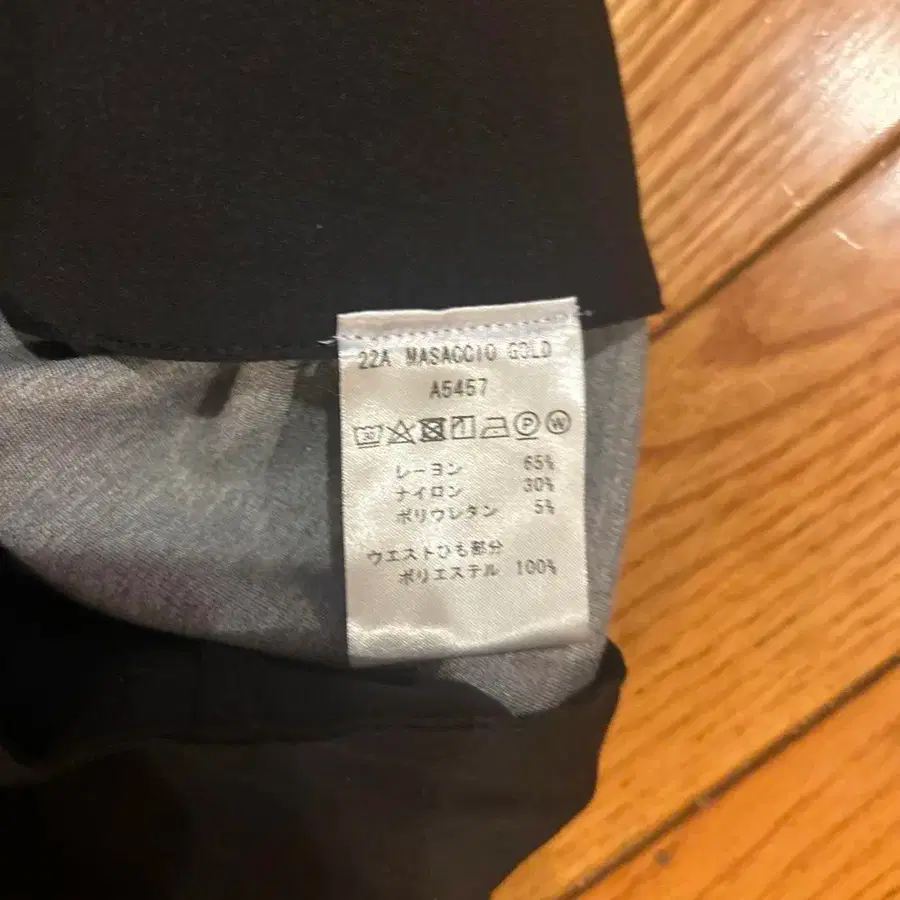 22A MASACCIO GOLD
A5457
30 P W
レーヨン 65%
ナイロン 30%
ポリウレタン 5%
ウエストひも部分
ポリエステル 100%